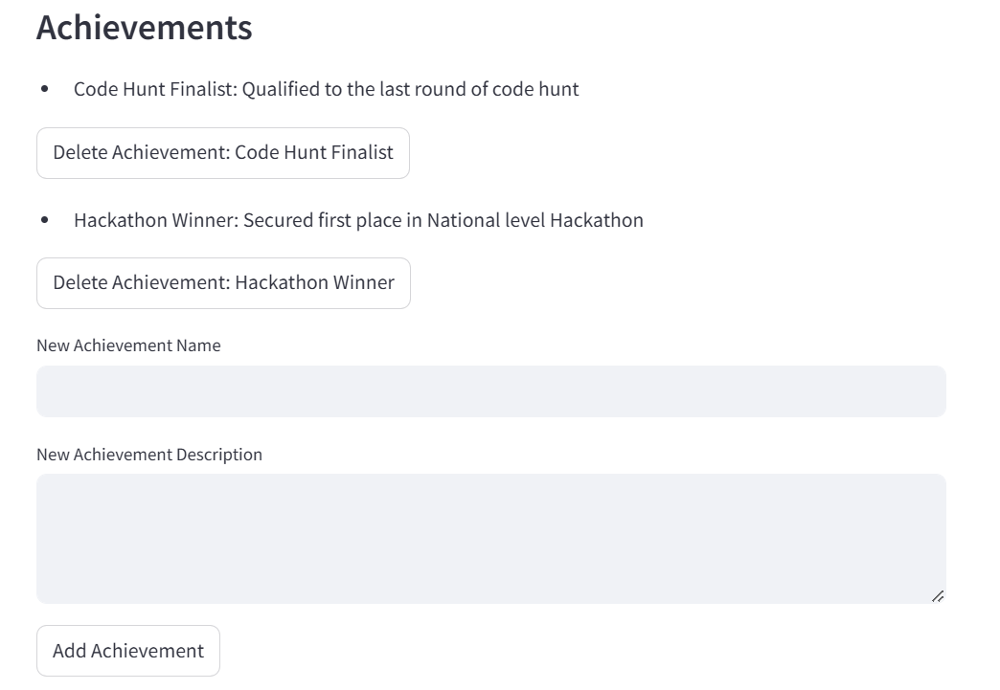 Achievements
• Code Hunt Finalist: Qualified to the last round of code hunt
Delete Achievement: Code Hunt Finalist
• Hackathon Winner: Secured first place in National level Hackathon
Delete Achievement: Hackathon Winner
New Achievement Name
New Achievement Description
Add Achievement